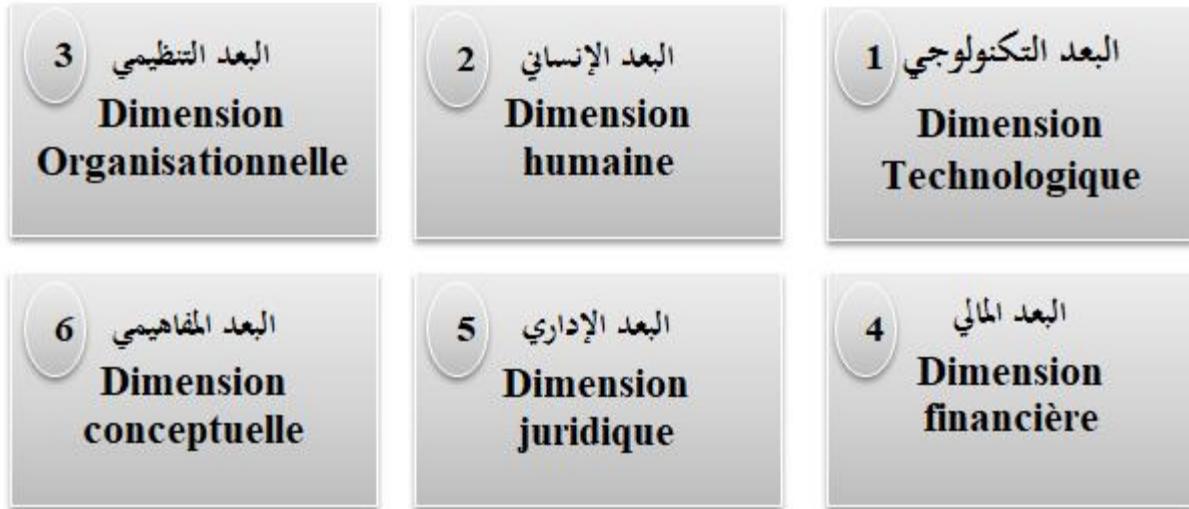 1 البعد التكنولوجي
Dimension
Technologique
2 البعد الإنساني
Dimension
humaine
3 البعد التنظيمي
Dimension
Organisationnelle
4 البعد المالي
Dimension
financière
5 البعد الإداري
Dimension
juridique
6 البعد المفاهيمي
Dimension
conceptuelle